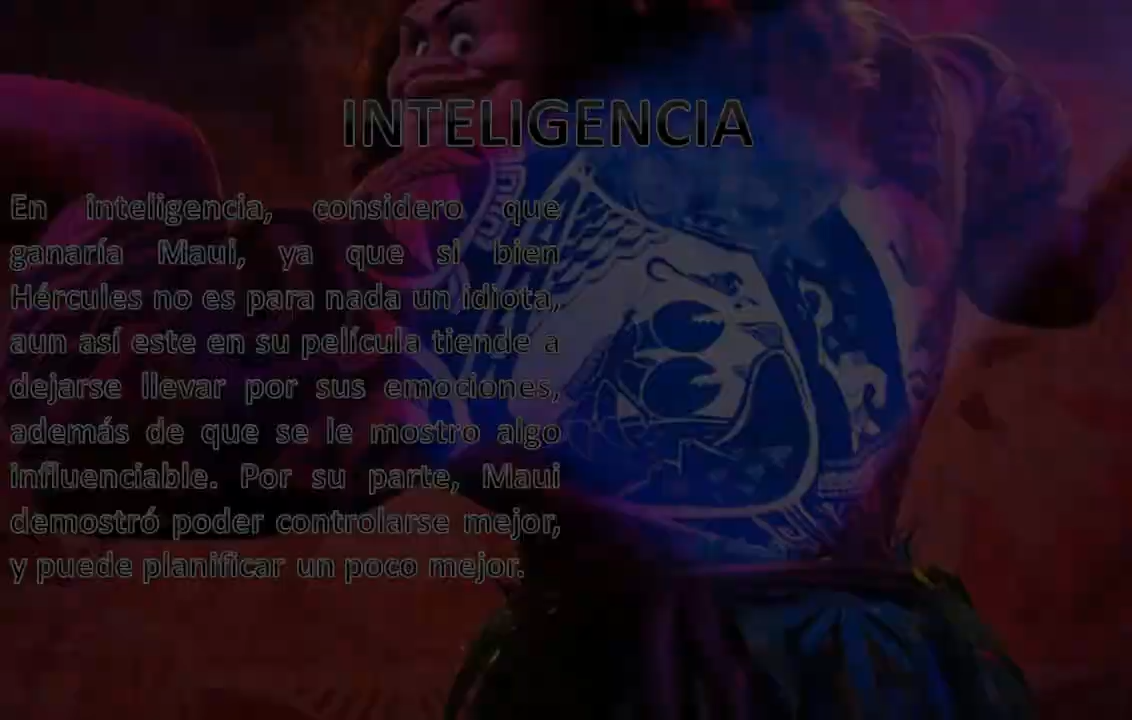 INTELIGENCIA
En inteligencia, considero que
ganaría Maui, ya que si bien
Hércules no es para nada un idiota,
aun así este en su película tiende a
dejarse llevar por sus emociones,
además de que se le mostro algo
influenciable. Por su parte, Maui
demostró poder controlarse mejor,
y puede planificar un poco mejor.